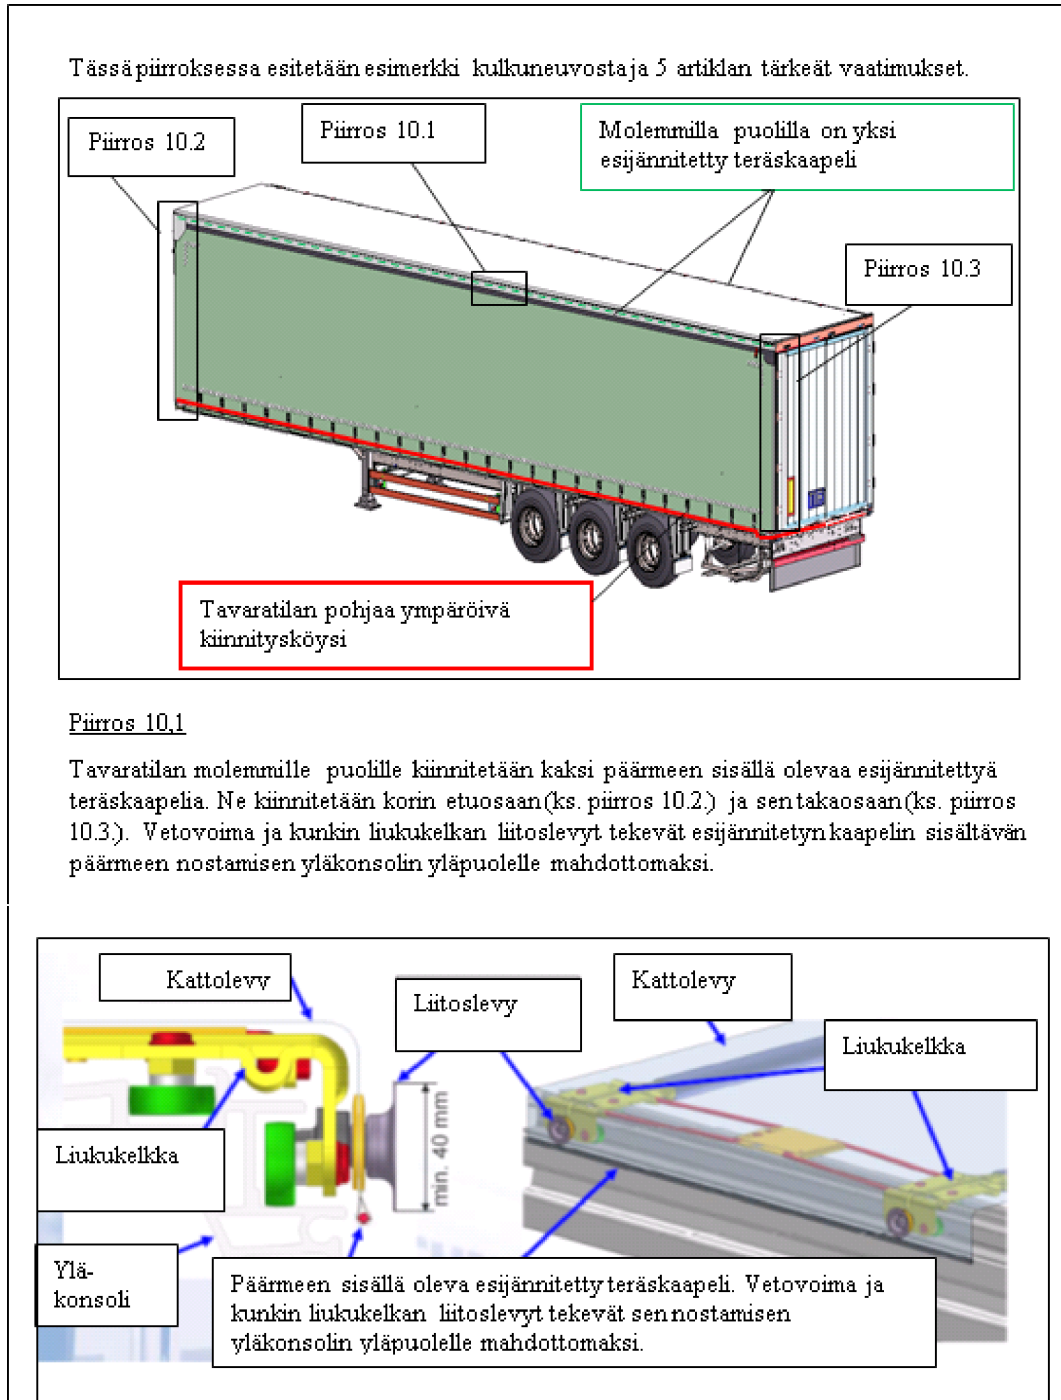 Tässä piirroksessa esitetään esimerkki kulkuneuvosta ja 5 artiklan tärkeät vaatimukset.
Piirros 10.2
Piirros 10.1
Molemmilla puolilla on yksi
esijännitetty teräskaapeli
Piirros 10.3
Tavaratilan pohjaa ympäröivä
kiinnitysköysi
Piirros 10,1
Tavaratilan molemmille puolille kiinnitetään kaksi päärmeen sisällä olevaa esijännitettyä
teräskaapelia. Ne kiinnitetään korin etuosaan (ks. piirros 10.2.) ja sen takaosaan (ks. piirros
10.3.). Vetovoima ja kunkin liukukelkan liitoslevyt tekevät esijännitetyn kaapelin sisältävän
päärmeen nostamisen yläkonsolin yläpuolelle mahdottomaksi.
Kattolevy
Liitoslevy
Kattolevy
Liukukelkka
min. 40 mm
Liukukelkka
Ylä-
konsoli
Päärmeen sisällä oleva esijännitetty teräskaapeli. Vetovoima ja
kunkin liukukelkan liitoslevyt tekevät sen nostamisen
yläkonsolin yläpuolelle mahdottomaksi.